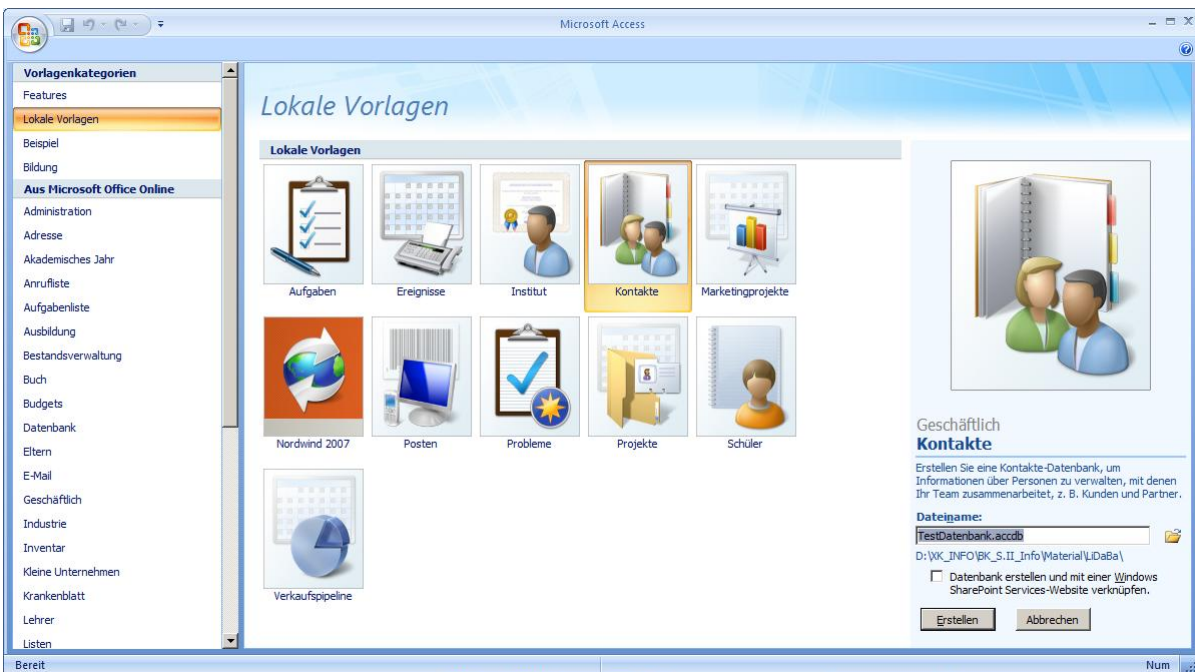 Microsoft Access
Vorlagenkategorien
Features
Lokale Vorlagen
Beispiel
Bildung
Aus Microsoft Office Online
Administration
Adresse
Akademisches Jahr
Anrufliste
Aufgabenliste
Ausbildung
Bestandsverwaltung
Buch
Budgets
Datenbank
Eltern
E-Mail
Geschäftlich
Industrie
Inventar
Kleine Unternehmen
Krankenblatt
Lehrer
Listen
Lokale Vorlagen
Lokale Vorlagen
Aufgaben
Ereignisse
Institut
Kontakte
Marketingprojekte
Nordwind 2007
Posten
Probleme
Projekte
Schüler
Verkaufspipeline
Geschäftlich
Kontakte
Erstellen Sie eine Kontakte-Datenbank, um
Informationen über Personen zu verwalten, mit denen
Ihr Team zusammenarbeitet, z. B. Kunden und Partner.
Dateiname:
TestDatenbank.accdb
D:\XK_INFO\BK_S.II_Info\Material\LiDaBa\
Datenbank erstellen und mit einer Windows
SharePoint Services-Website verknüpfen.
Erstellen
Abbrechen
Bereit
Num